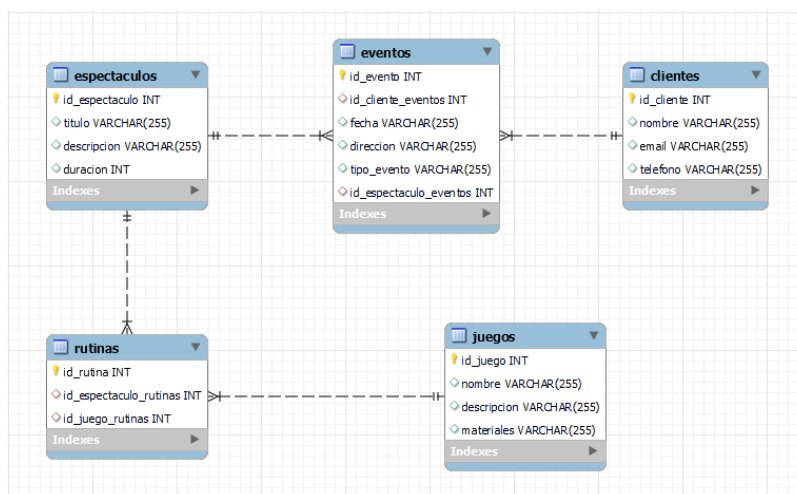 espectaculos
id_espectaculo INT
titulo VARCHAR(255)
descripcion VARCHAR(255)
duracion INT
Indexes
eventos
id_evento INT
id_cliente_eventos INT
fecha VARCHAR(255)
direccion VARCHAR(255)
tipo_evento VARCHAR(255)
id_espectaculo_eventos INT
Indexes
clientes
id_cliente INT
nombre VARCHAR(255)
email VARCHAR(255)
telefono VARCHAR(255)
Indexes
rutinas
id_rutina INT
id_espectaculo_rutinas INT
id_juego_rutinas INT
Indexes
juegos
id_juego INT
nombre VARCHAR(255)
descripcion VARCHAR(255)
materiales VARCHAR(255)
Indexes